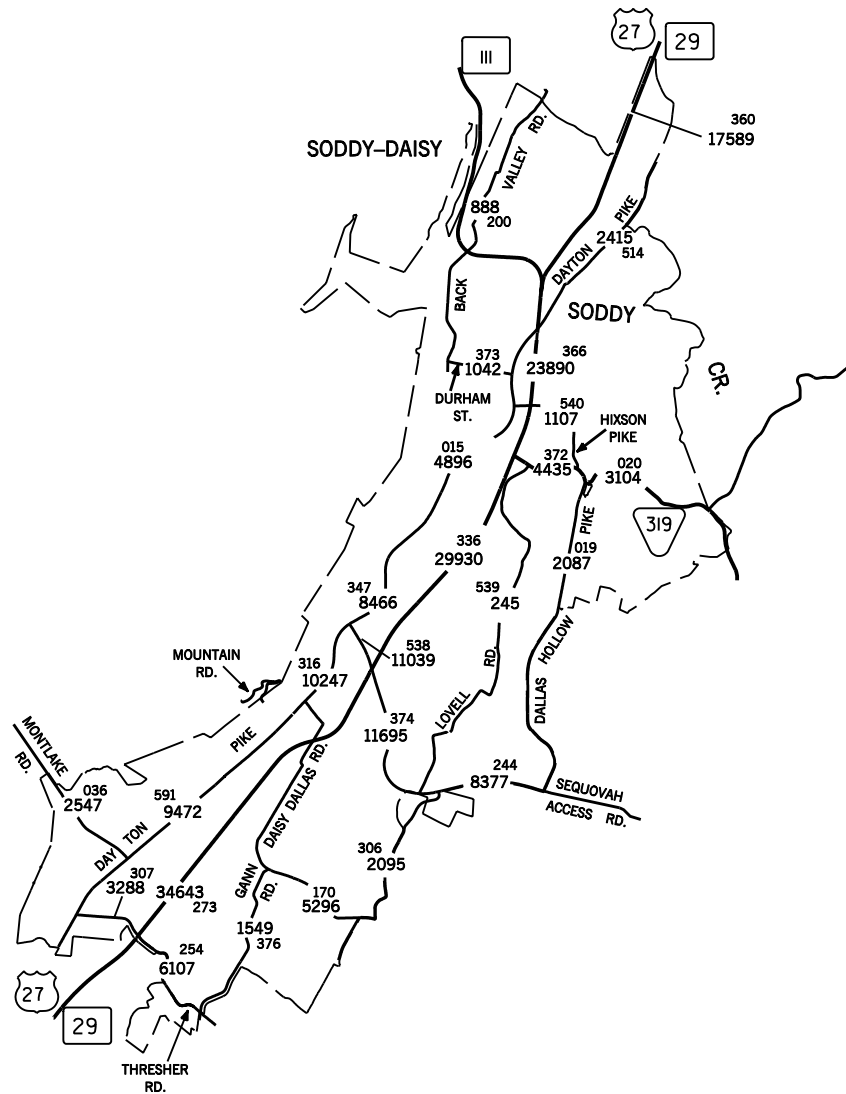 27
29
III
360
17589
SODDY–DAISY
VALLEY RD.
888
200
PIKE
2415
514
DAYTON
BACK
SODDY
CR.
373
1042
366
23890
DURHAM
ST.
540
1107
HIXSON
PIKE
015
4896
372
4435
020
3104
319
PIKE
336
29930
019
2087
347
8466
539
245
538
11039
HOLLOW
RD.
MOUNTAIN
RD.
316
10247
LOVELL
DALLAS
374
11695
MONTLAKE
RD.
PIKE
DAISY DALLAS RD.
244
8377
SEQUOVAH
ACCESS RD.
036
2547
591
9472
DAY TON
306
2095
307
3288
34643
273
GANN
RD.
170
5296
1549
376
254
6107
27
29
THRESHER
RD.